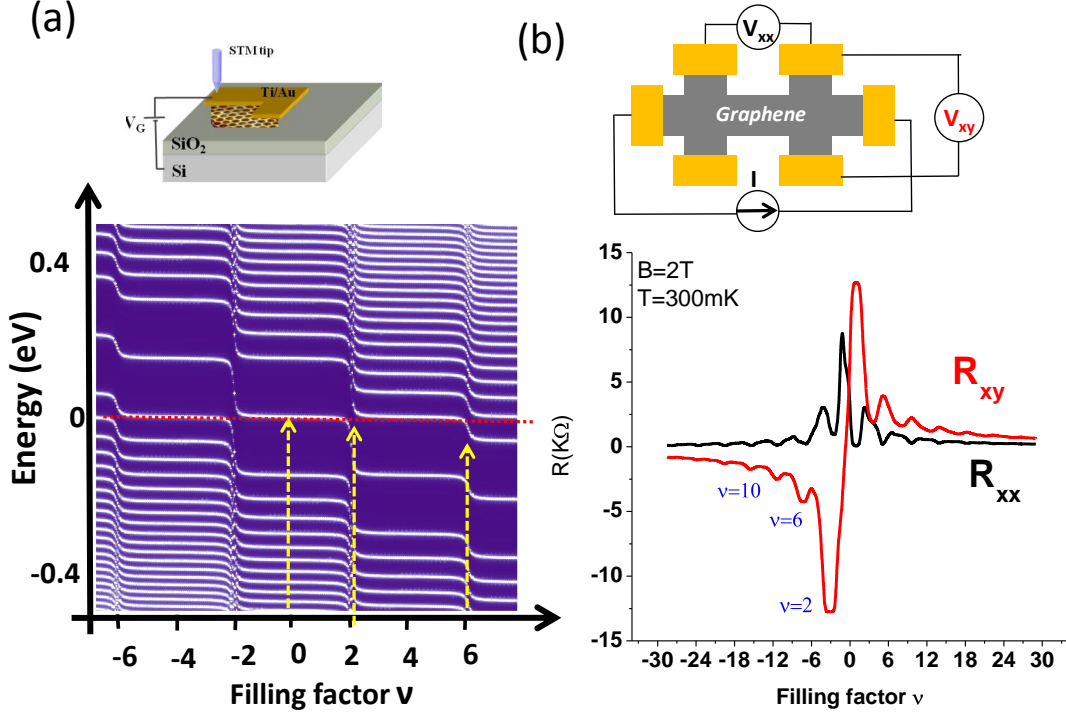 (a)
STM tip
Ti/Au
V_G
SiO₂
Si
Energy (eV)
0.4
0
-0.4
-6
-4
-2
0
2
4
6
Filling factor ν
(b)
V_xx
Graphene
V_xy
I
B=2T
T=300mK
R(KΩ)
15
10
5
0
-5
-10
-15
R_xy
R_xx
ν=10
ν=6
ν=2
-30 -24 -18 -12 -6 0 6 12 18 24 30
Filling factor ν